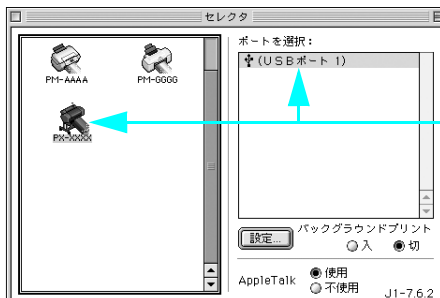 セレクタ
PM-AAAA
PM-GGGG
PX-XXXX
ポートを選択：
(USBポート 1)
設定...
バックグラウンドプリント
入
切
AppleTalk
使用
不使用
J1-7.6.2